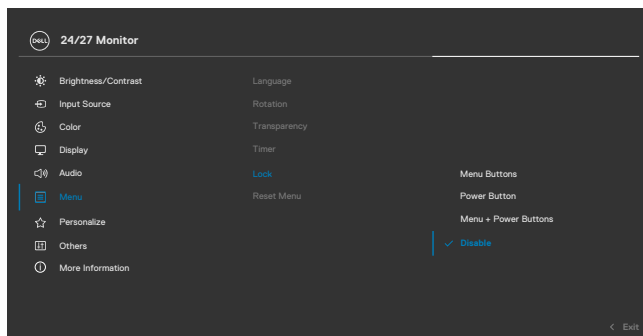 DELL 24/27 Monitor
Brightness/Contrast Language
Input Source Rotation
Color Transparency
Display Timer
Audio Lock Menu Buttons
Menu Reset Menu Power Button
Personalize Menu + Power Buttons
Others Disable
More Information
Exit